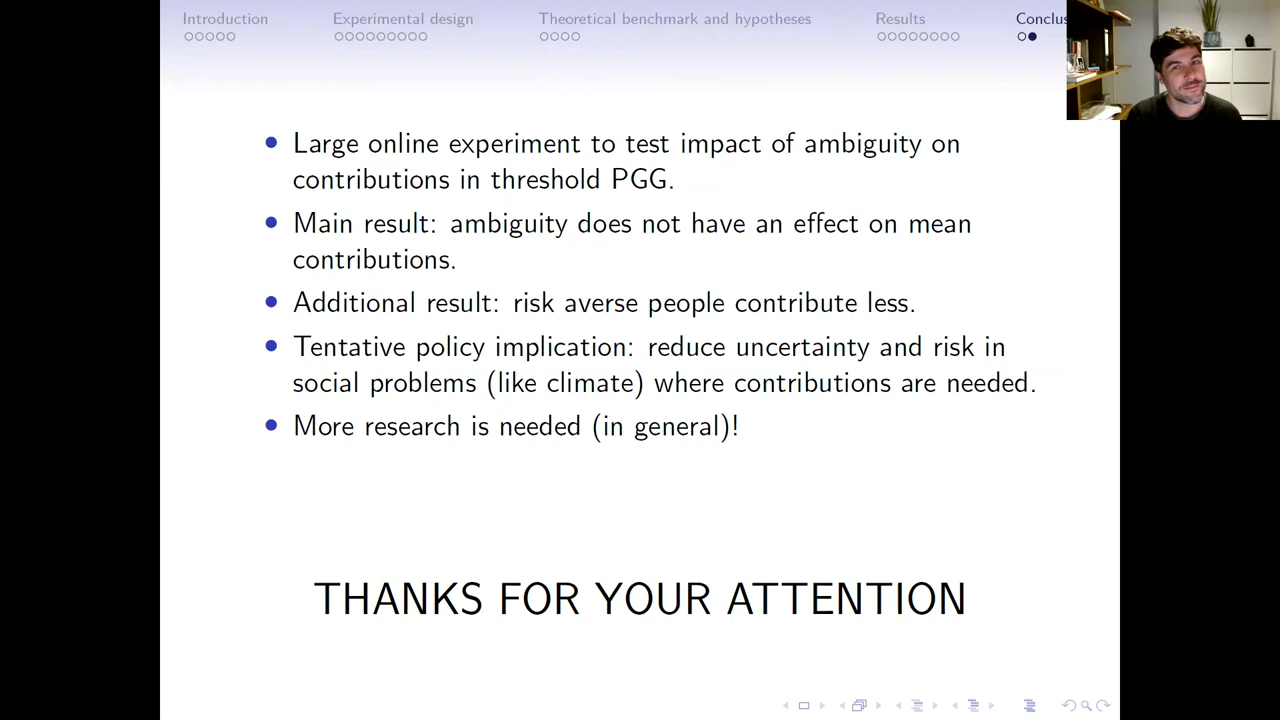 Introduction Experimental design Theoretical benchmark and hypotheses Results Conclus
Large online experiment to test impact of ambiguity on
contributions in threshold PGG.
Main result: ambiguity does not have an effect on mean
contributions.
Additional result: risk averse people contribute less.
Tentative policy implication: reduce uncertainty and risk in
social problems (like climate) where contributions are needed.
More research is needed (in general)!
THANKS FOR YOUR ATTENTION